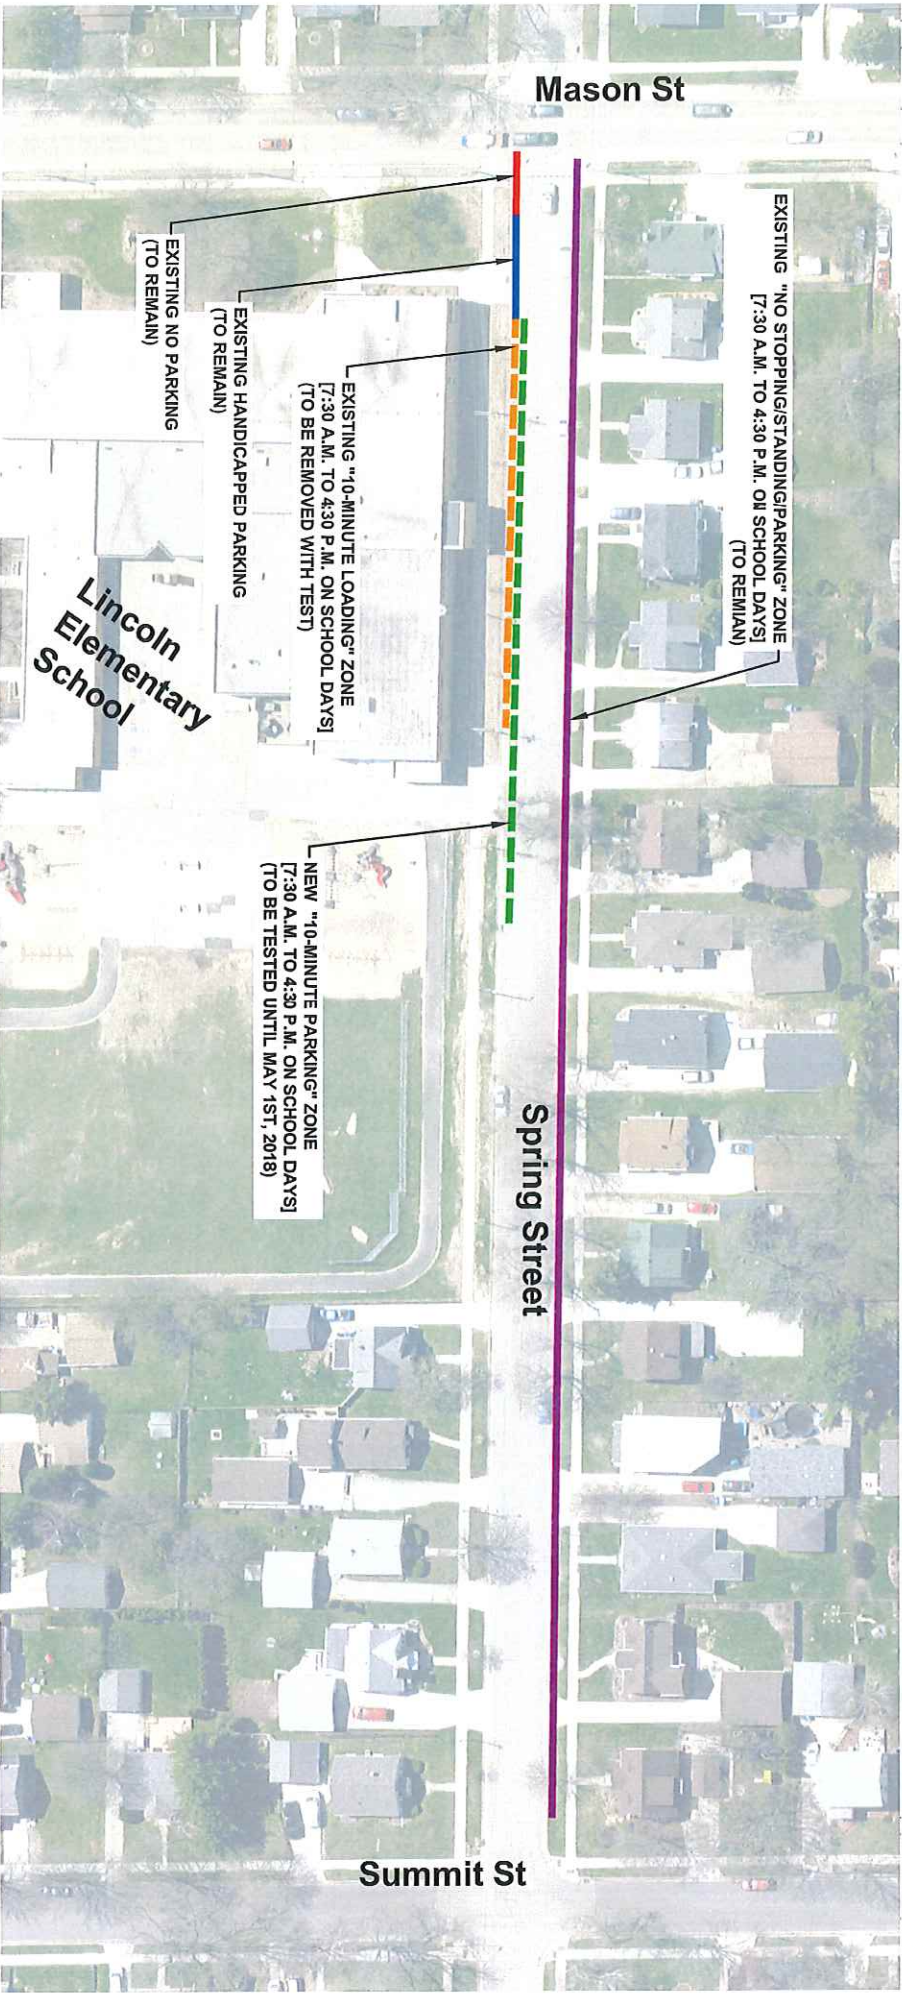 Mason St
EXISTING "NO STOPPING/STANDING/PARKING" ZONE
[7:30 A.M. TO 4:30 P.M. ON SCHOOL DAYS]
(TO REMIAN)
EXISTING NO PARKING
(TO REMAIN)
EXISTING HANDICAPPED PARKING
(TO REMAIN)
EXISTING "10-MINUTE LOADING" ZONE
[7:30 A.M. TO 4:30 P.M. ON SCHOOL DAYS]
(TO BE REMOVED WITH TEST)
Lincoln
Elementary
School
NEW "10-MINUTE PARKING" ZONE
[7:30 A.M. TO 4:30 P.M. ON SCHOOL DAYS]
(TO BE TESTED UNTIL MAY 1ST, 2018)
Spring Street
Summit St